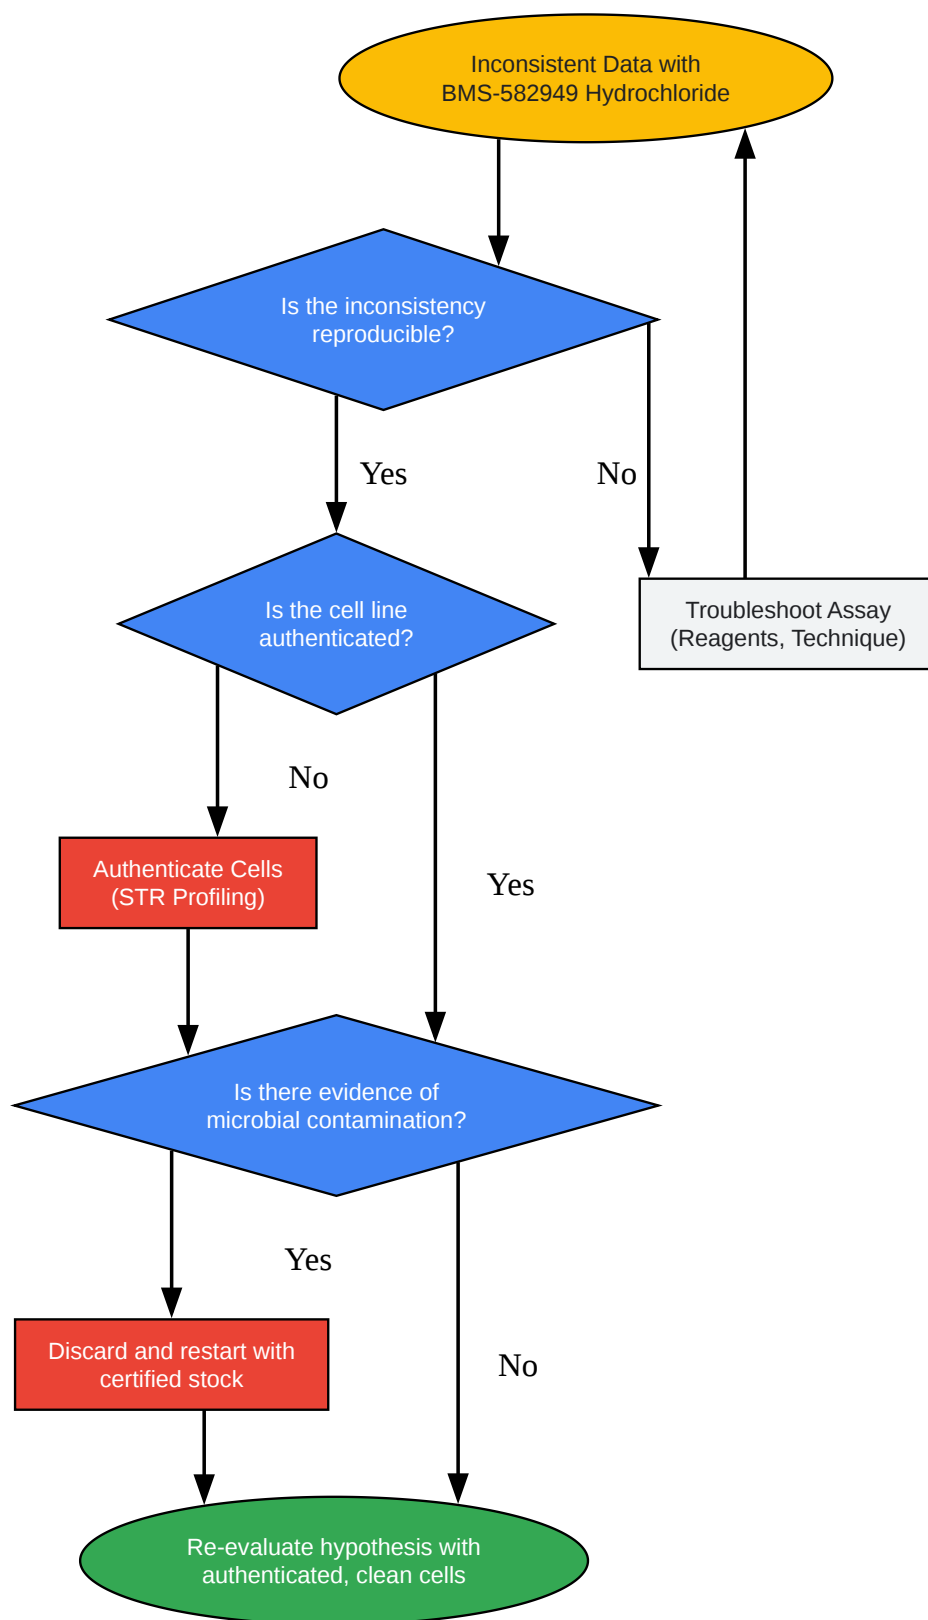 Inconsistent Data with
BMS-582949 Hydrochloride
Is the inconsistency
reproducible?
Yes
No
Is the cell line
authenticated?
Troubleshoot Assay
(Reagents, Technique)
No
Authenticate Cells
(STR Profiling)
Yes
Is there evidence of
microbial contamination?
Yes
Discard and restart with
certified stock
No
Re-evaluate hypothesis with
authenticated, clean cells